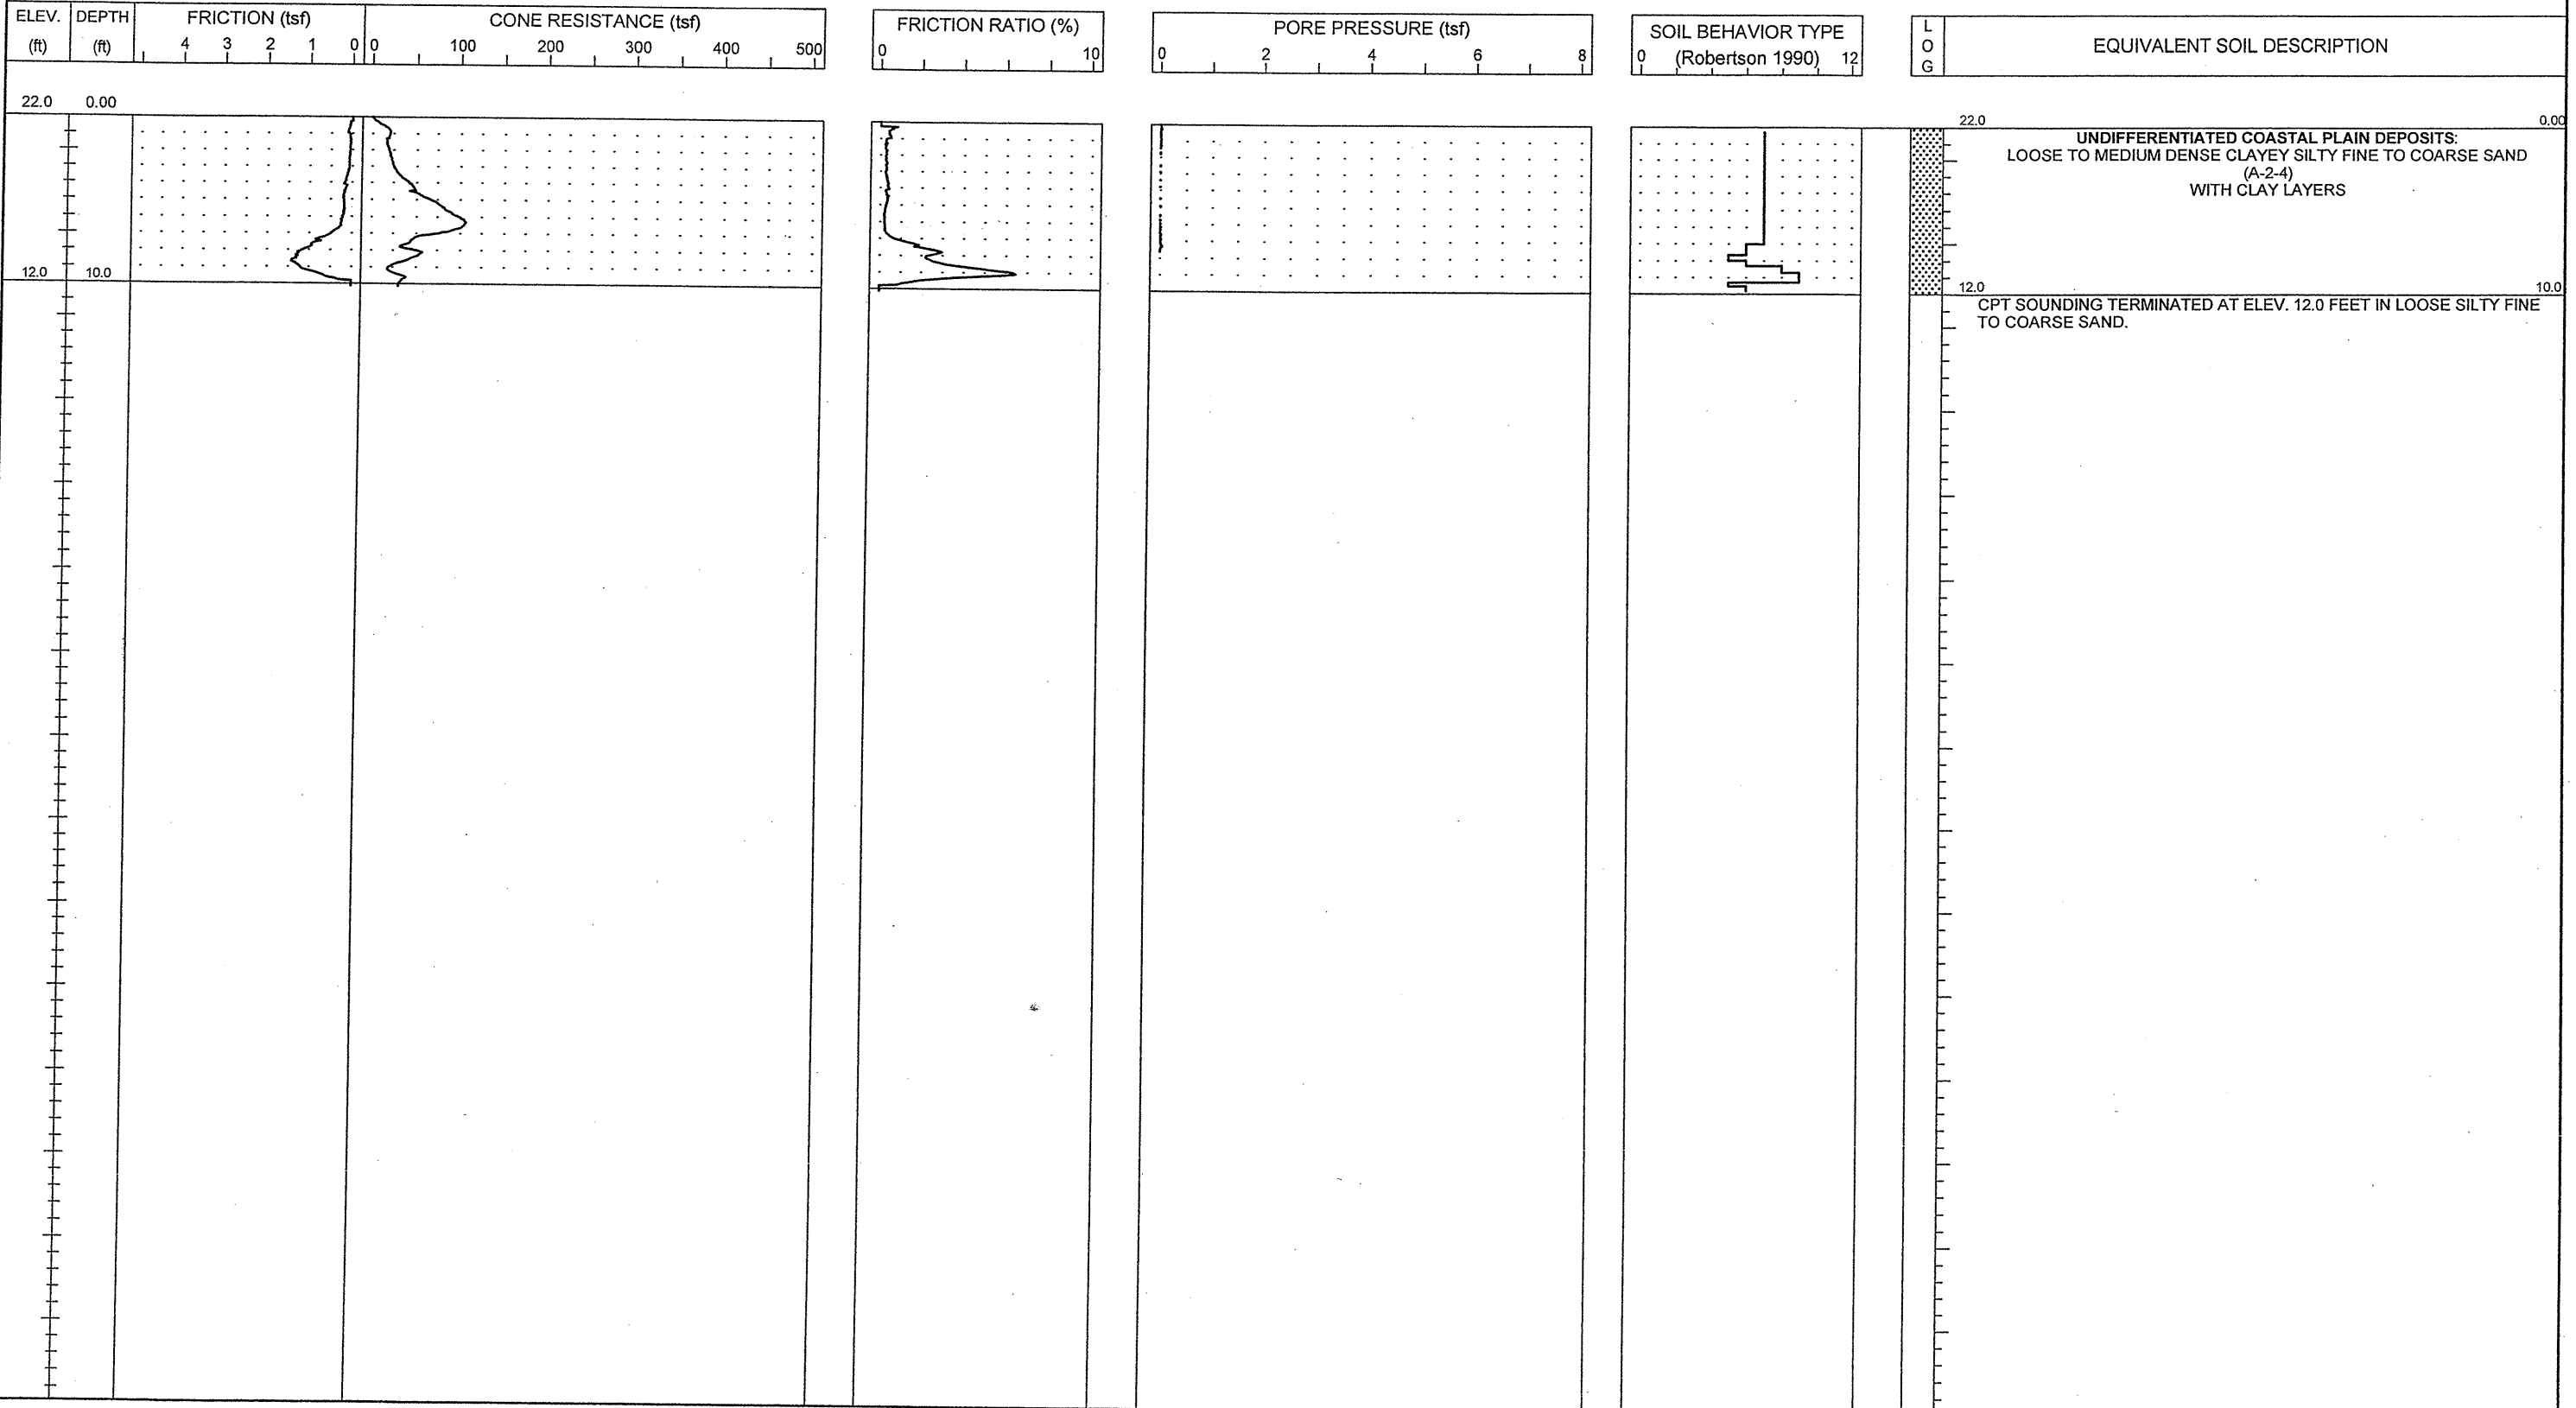 ELEV. DEPTH FRICTION (tsf) CONE RESISTANCE (tsf) FRICTION RATIO (%) PORE PRESSURE (tsf) SOIL BEHAVIOR TYPE L
(ft) (ft) 4 3 2 1 0 0 100 200 300 400 500 0 10 0 2 4 6 8 0 (Robertson 1990) 12 O EQUIVALENT SOIL DESCRIPTION
G
22.0 0.00
22.0 0.00
UNDIFFERENTIATED COASTAL PLAIN DEPOSITS:
LOOSE TO MEDIUM DENSE CLAYEY SILTY FINE TO COARSE SAND
(A-2-4)
WITH CLAY LAYERS
12.0 10.0
12.0 10.0
CPT SOUNDING TERMINATED AT ELEV. 12.0 FEET IN LOOSE SILTY FINE
TO COARSE SAND.